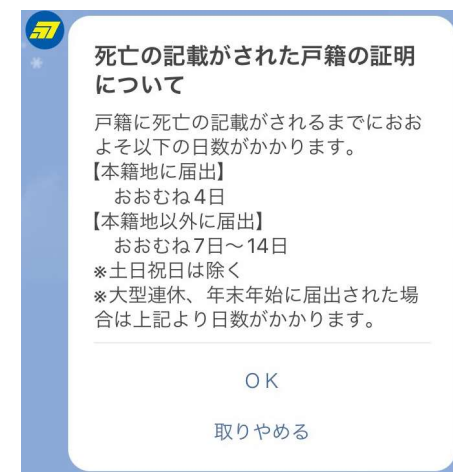 死亡の記載がされた戸籍の証明
について
戸籍に死亡の記載がされるまでにおお
よそ以下の日数がかかります。
【本籍地に届出】
おおむね4日
【本籍地以外に届出】
おおむね7日〜14日
※土日祝日は除く
※大型連休、年末年始に届出された場
合は上記より日数がかかります。
OK
取りやめる